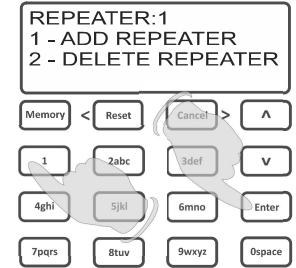 REPEATER:1
1 - ADD REPEATER
2 - DELETE REPEATER
Memory < Reset Cancel > ∧
1 2abc 3def ∨
4ghi 5jkl 6mno Enter
7pqrs 8tuv 9wxyz 0space